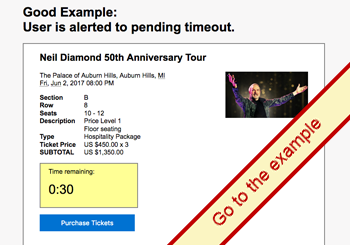 Good Example:
User is alerted to pending timeout.
Neil Diamond 50th Anniversary Tour
The Palace of Auburn Hills, Auburn Hills, MI
Fri, Jun 2, 2017 08:00 PM
Section B
Row 8
Seats 10 - 12
Description Price Level 1
Floor seating
Type Hospitality Package
Ticket Price US $450.00 x 3
SUBTOTAL US $1,350.00
Time remaining:
0:30
Purchase Tickets
Go to the example